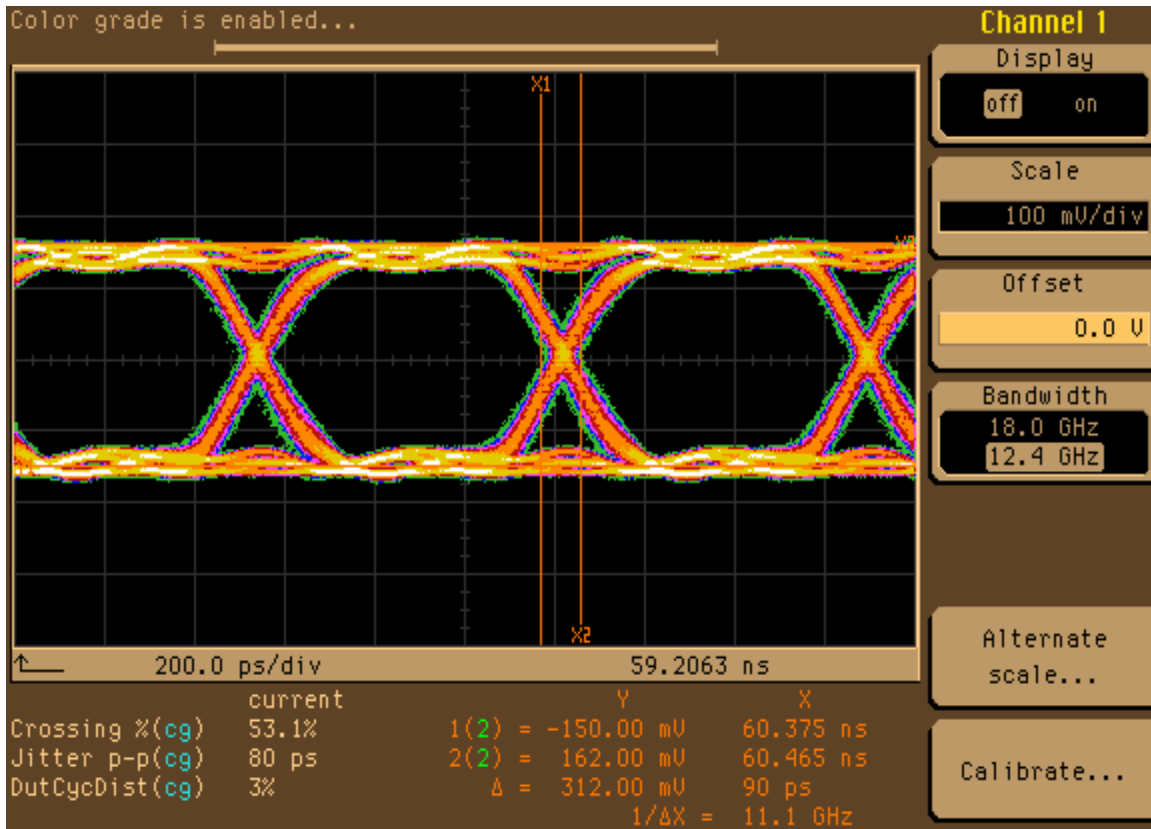 Color grade is enabled...
Channel 1
Display
off on
Scale
100 mV/div
Offset
0.0 V
Bandwidth
18.0 GHz
12.4 GHz
Alternate
scale...
Calibrate...
X1
X2
200.0 ps/div 59.2063 ns
current Y X
Crossing %(cg) 53.1% 1(2) = -150.00 mV 60.375 ns
Jitter p-p(cg) 80 ps 2(2) = 162.00 mV 60.465 ns
DutCycDist(cg) 3% Δ = 312.00 mV 90 ps
1/ΔX = 11.1 GHz